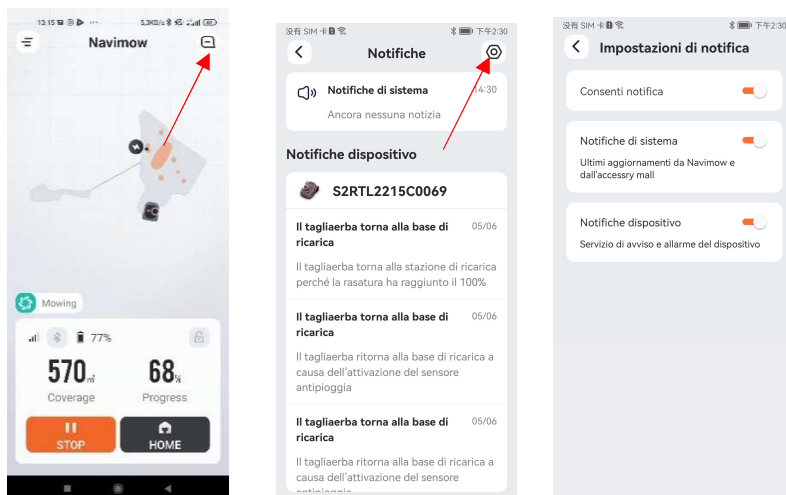 13:15
5,3KB/s
Navimow
Mowing
77%
570㎡
68%
Coverage
Progress
STOP
HOME
没有 SIM 卡
下午2:30
Notifiche
Notifiche di sistema
14:30
Ancora nessuna notizia
Notifiche dispositivo
S2RTL2215C0069
Il tagliaerba torna alla base di
ricarica
05/06
Il tagliaerba torna alla stazione di ricarica
perché la rasatura ha raggiunto il 100%
Il tagliaerba torna alla base di
ricarica
05/06
Il tagliaerba ritorna alla base di ricarica a
causa dell'attivazione del sensore
antipioggia
Il tagliaerba torna alla base di
ricarica
05/06
Il tagliaerba ritorna alla base di ricarica a
causa dell'attivazione del sensore
antipioggia
没有 SIM 卡
下午2:30
Impostazioni di notifica
Consenti notifica
Notifiche di sistema
Ultimi aggiornamenti da Navimow e
dall'accessry mall
Notifiche dispositivo
Servizio di avviso e allarme del dispositivo